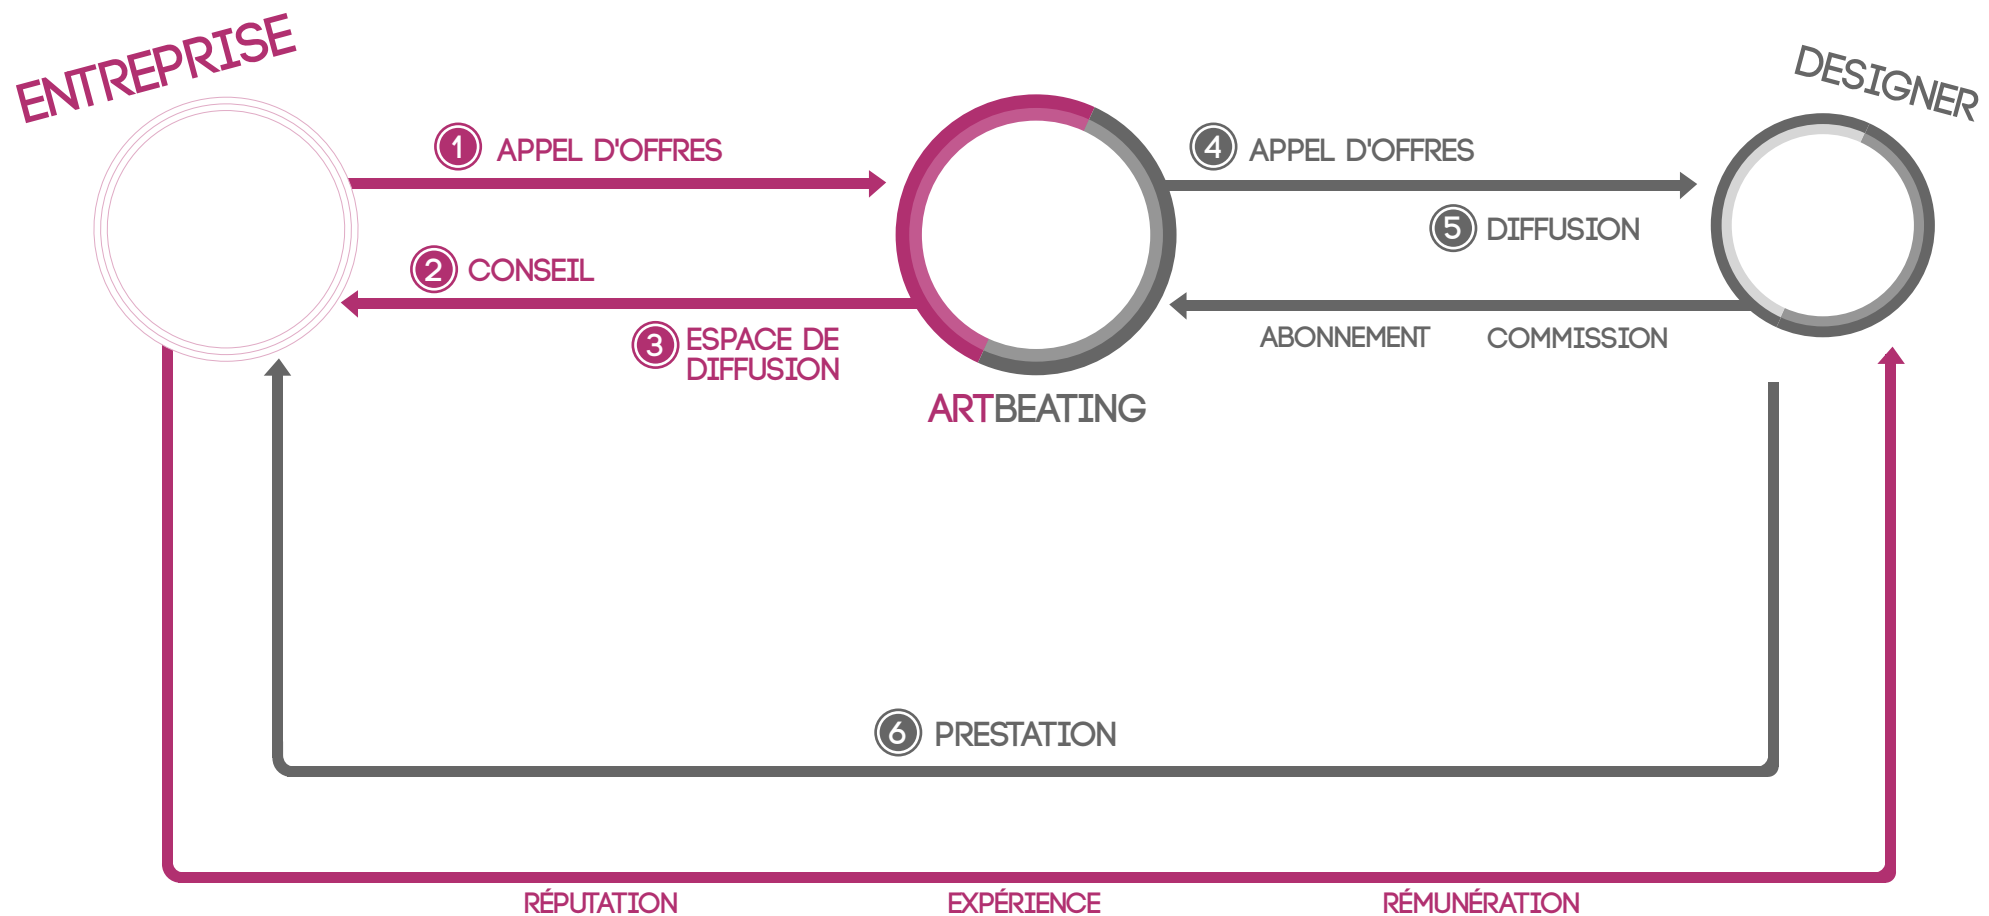 ENTREPRISE
DESIGNER
1 APPEL D'OFFRES
4 APPEL D'OFFRES
5 DIFFUSION
2 CONSEIL
3 ESPACE DE
DIFFUSION
ABONNEMENT
COMMISSION
ARTBEATING
6 PRESTATION
RÉPUTATION
EXPÉRIENCE
RÉMUNÉRATION